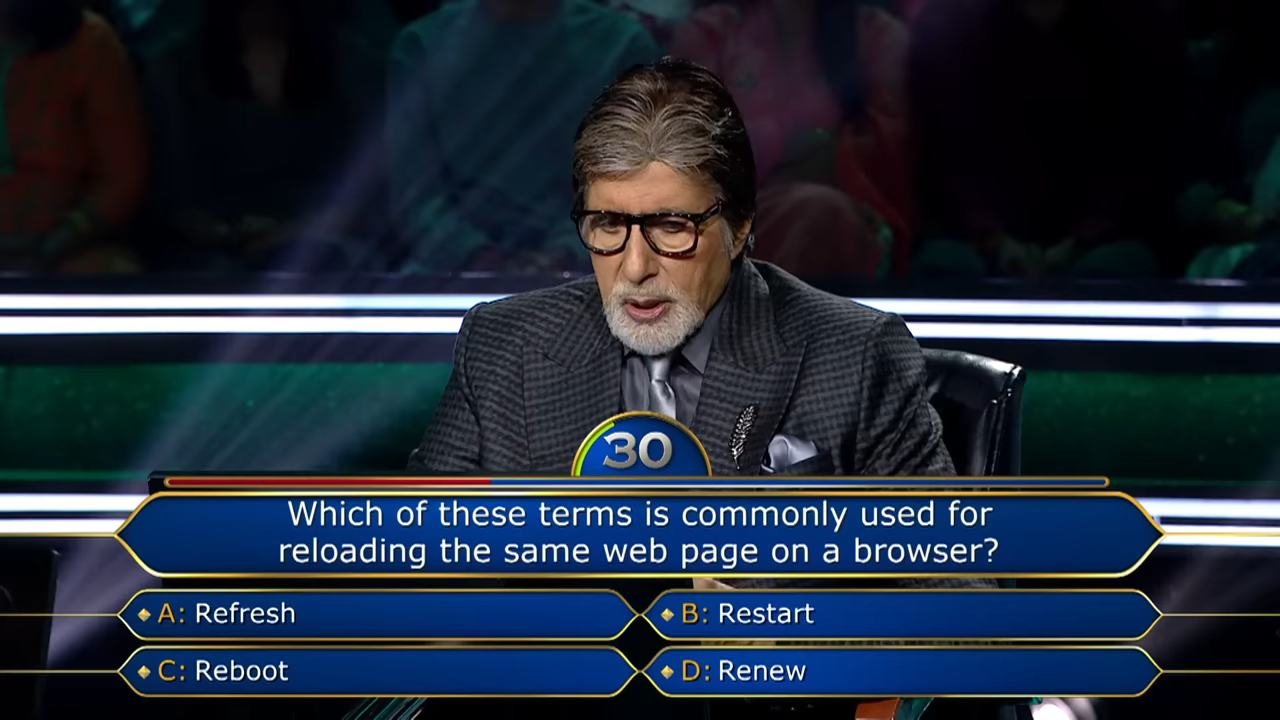 30
Which of these terms is commonly used for
reloading the same web page on a browser?
A: Refresh
B: Restart
C: Reboot
D: Renew